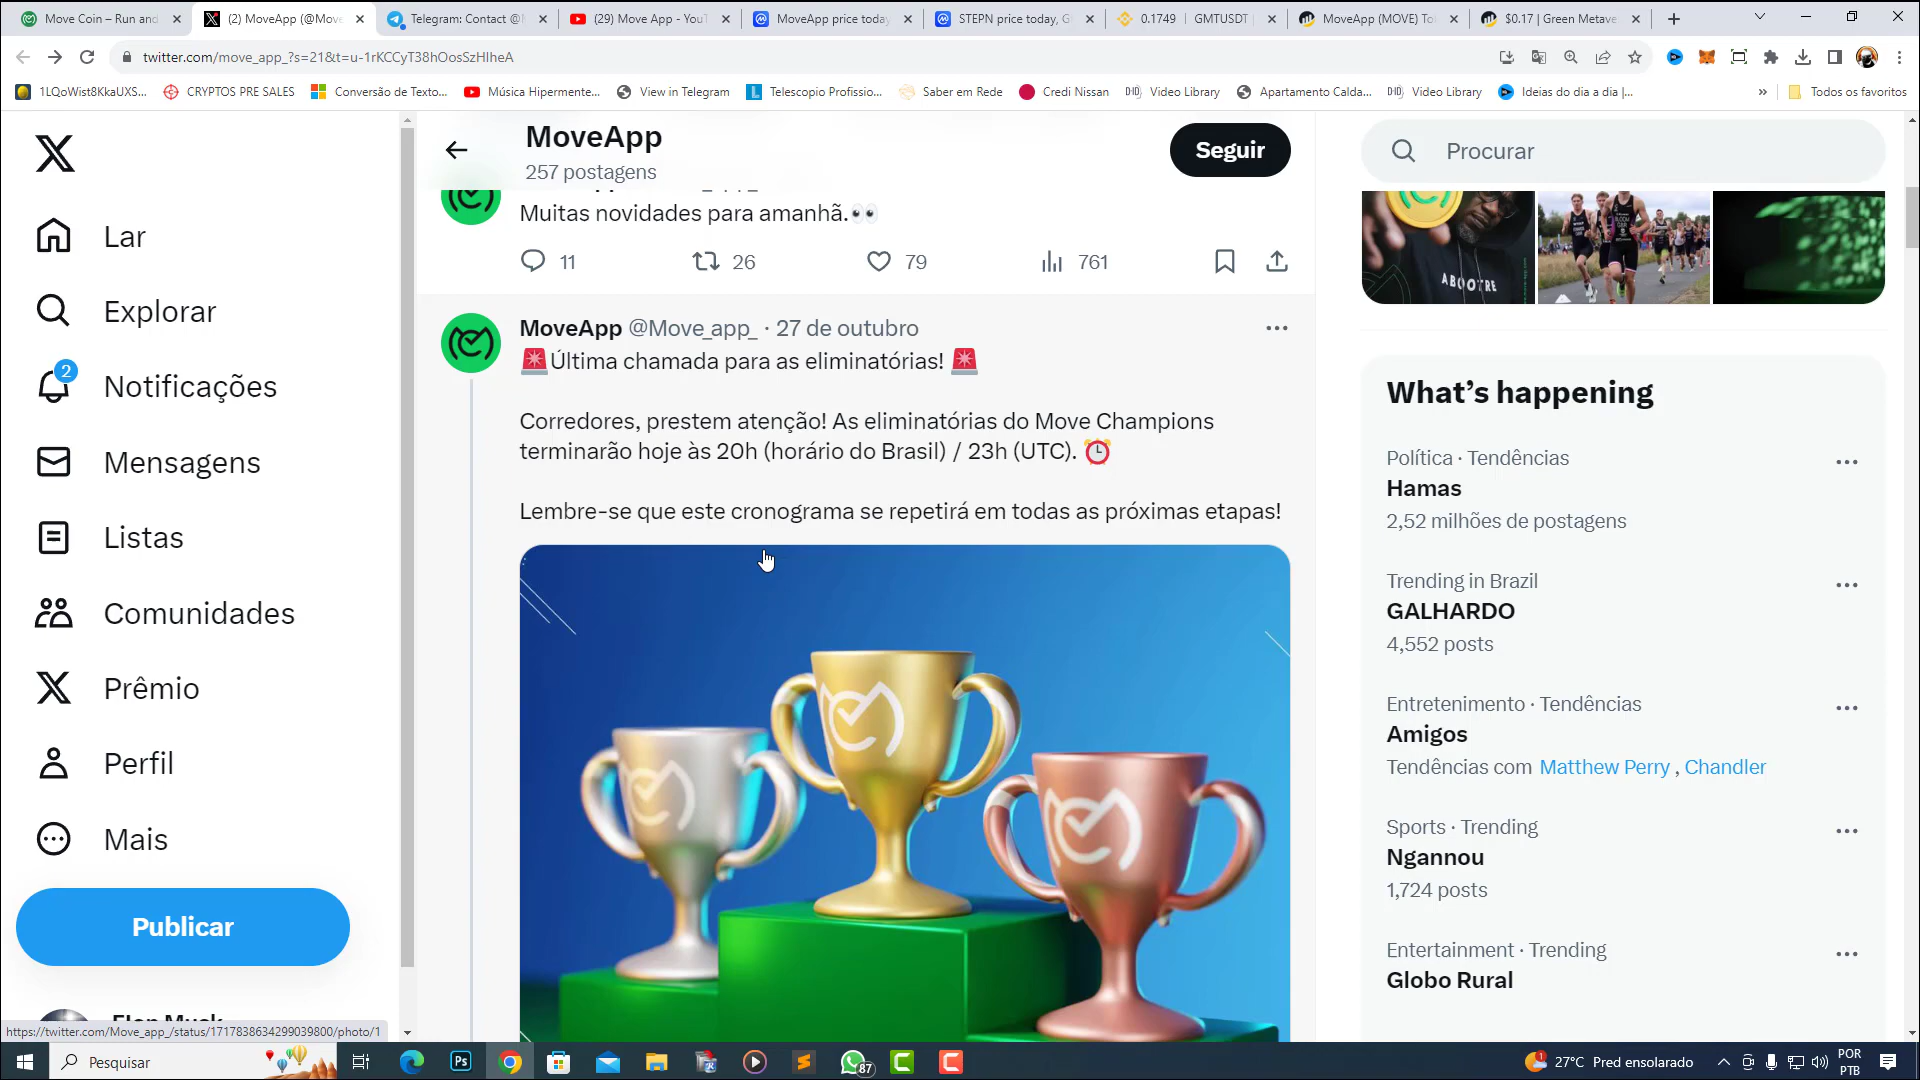 Move Coin – Run and
(2) MoveApp (@Move
Telegram: Contact @
(29) Move App - YouT
MoveApp price today
STEPN price today, G
0.1749 | GMTUSDT |
MoveApp (MOVE) To
$0.17 | Green Metave
twitter.com/move_app_?s=21&t=u-1rKCCyT38hOosSzHIheA
1LQoWist8KkaUXS...
CRYPTOS PRE SALES
Conversão de Texto...
Música Hipermente...
View in Telegram
Telescopio Profissio...
Saber em Rede
Credi Nissan
Video Library
Apartamento Calda...
Video Library
Ideias do dia a dia |...
»
Todos os favoritos
MoveApp
257 postagens
Seguir
Procurar
Lar
Explorar
2
Notificações
Mensagens
Listas
Comunidades
Prêmio
Perfil
Mais
Publicar
Muitas novidades para amanhã.👀
11
26
79
761
MoveApp @Move_app_ · 27 de outubro
🚨Última chamada para as eliminatórias! 🚨
Corredores, prestem atenção! As eliminatórias do Move Champions
terminarão hoje às 20h (horário do Brasil) / 23h (UTC). ⏰
Lembre-se que este cronograma se repetirá em todas as próximas etapas!
What’s happening
Política · Tendências
Hamas
2,52 milhões de postagens
Trending in Brazil
GALHARDO
4,552 posts
Entretenimento · Tendências
Amigos
Tendências com Matthew Perry , Chandler
Sports · Trending
Ngannou
1,724 posts
Entertainment · Trending
Globo Rural
https://twitter.com/Move_app_/status/1717838634299039800/photo/1
Pesquisar
Ps
87
27°C Pred ensolarado
POR
PTB